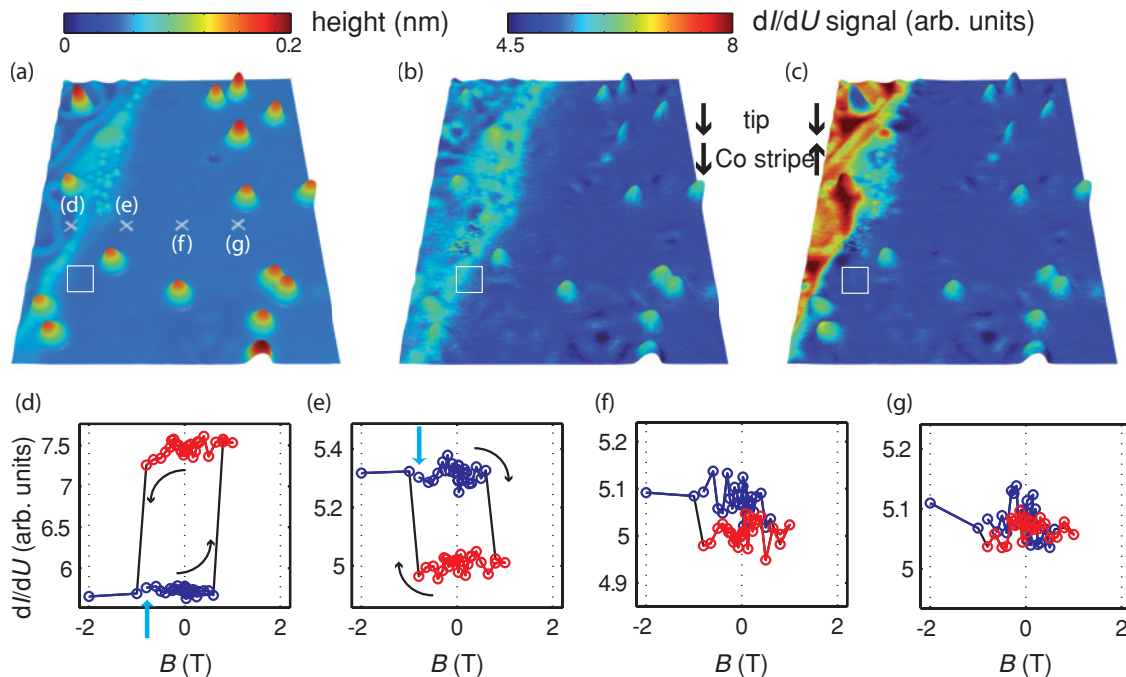 height (nm)
0 0.2
dI/dU signal (arb. units)
4.5 8
(a) (b) (c)
tip
Co stripe
(d) (e) (f) (g)
(d) (e) (f) (g)
dI/dU (arb. units)
7.5
7
6.5
6
-2 0 2
B (T)
5.4
5.2
5
-2 0 2
B (T)
5.2
5.1
5
4.9
-2 0 2
B (T)
5.2
5.1
5
-2 0 2
B (T)